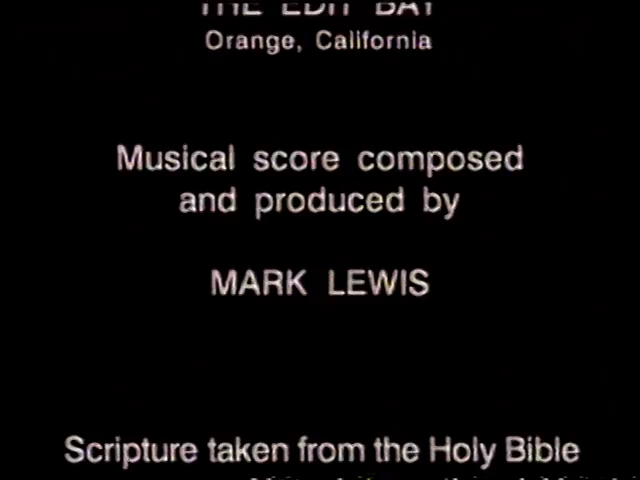 THE EDIT BAY
Orange, California
Musical score composed
and produced by
MARK LEWIS
Scripture taken from the Holy Bible